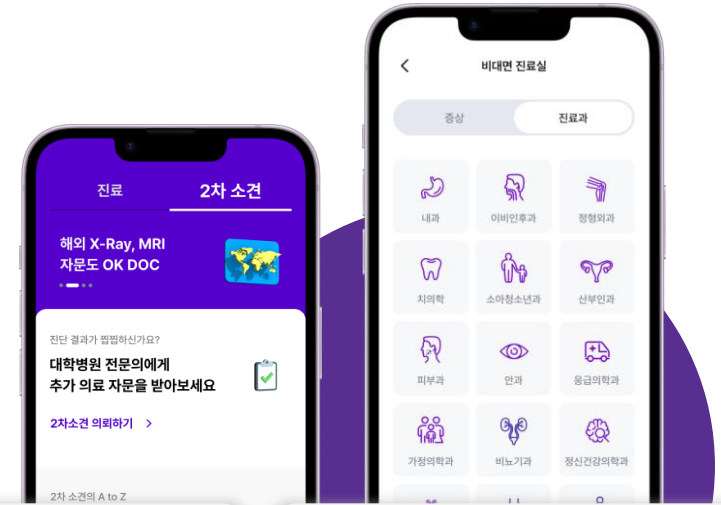 진료
2차 소견
해외 X-Ray, MRI
자문도 OK DOC
진단 결과가 찝찝하신가요?
대학병원 전문의에게
추가 의료 자문을 받아보세요
2차소견 의뢰하기 >
2차 소견의 A to Z
비대면 진료실
증상
진료과
내과
이비인후과
정형외과
치의학
소아청소년과
산부인과
피부과
안과
응급의학과
가정의학과
비뇨기과
정신건강의학과